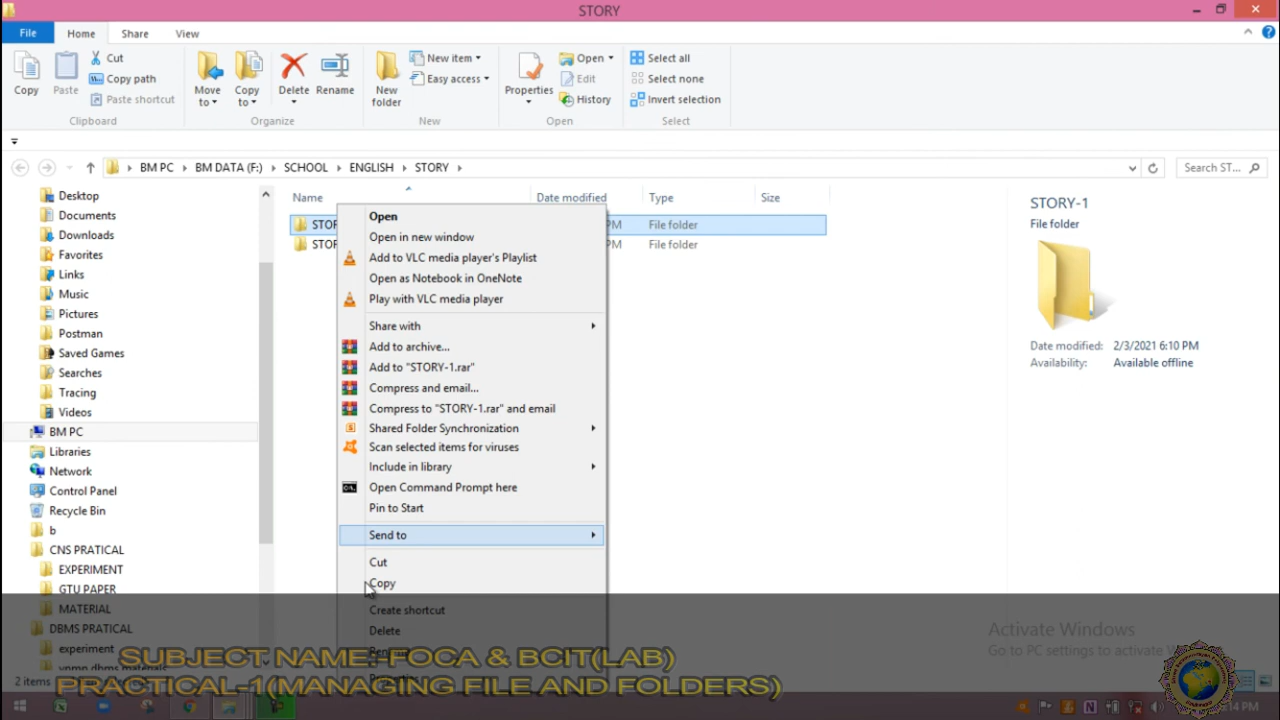 STORY
File
Home
Share
View
Copy
Paste
Cut
Copy path
Paste shortcut
Clipboard
Move to
Copy to
Delete
Rename
Organize
New folder
New item
Easy access
New
Properties
Open
Edit
History
Open
Select all
Select none
Invert selection
Select
BM PC
BM DATA (F:)
SCHOOL
ENGLISH
STORY
Search ST...
Desktop
Documents
Downloads
Favorites
Links
Music
Pictures
Postman
Saved Games
Searches
Tracing
Videos
BM PC
Libraries
Network
Control Panel
Recycle Bin
b
CNS PRATICAL
EXPERIMENT
GTU PAPER
MATERIAL
DBMS PRATICAL
experiment
vpmp dbms materials
2 items
Name
Date modified
Type
Size
File folder
File folder
Open
Open in new window
Add to VLC media player's Playlist
Open as Notebook in OneNote
Play with VLC media player
Share with
Add to archive...
Add to "STORY-1.rar"
Compress and email...
Compress to "STORY-1.rar" and email
Shared Folder Synchronization
Scan selected items for viruses
Include in library
Open Command Prompt here
Pin to Start
Send to
Cut
Copy
Create shortcut
Delete
STORY-1
File folder
Date modified: 2/3/2021 6:10 PM
Availability: Available offline
Activate Windows
Go to PC settings to activate
SUBJECT NAME:-FOCA & BCIT(LAB)
PRACTICAL-1(MANAGING FILE AND FOLDERS)